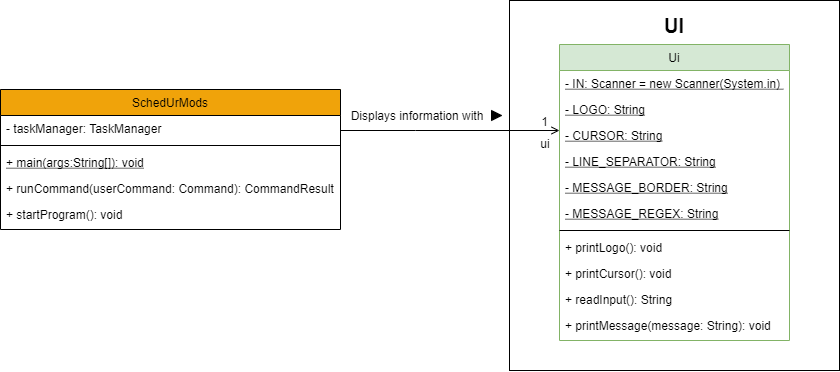 UI
Ui
- IN: Scanner = new Scanner(System.in)
- LOGO: String
- CURSOR: String
- LINE_SEPARATOR: String
- MESSAGE_BORDER: String
- MESSAGE_REGEX: String
+ printLogo(): void
+ printCursor(): void
+ readInput(): String
+ printMessage(message: String): void
SchedUrMods
- taskManager: TaskManager
+ main(args:String[]): void
+ runCommand(userCommand: Command): CommandResult
+ startProgram(): void
Displays information with
1
ui